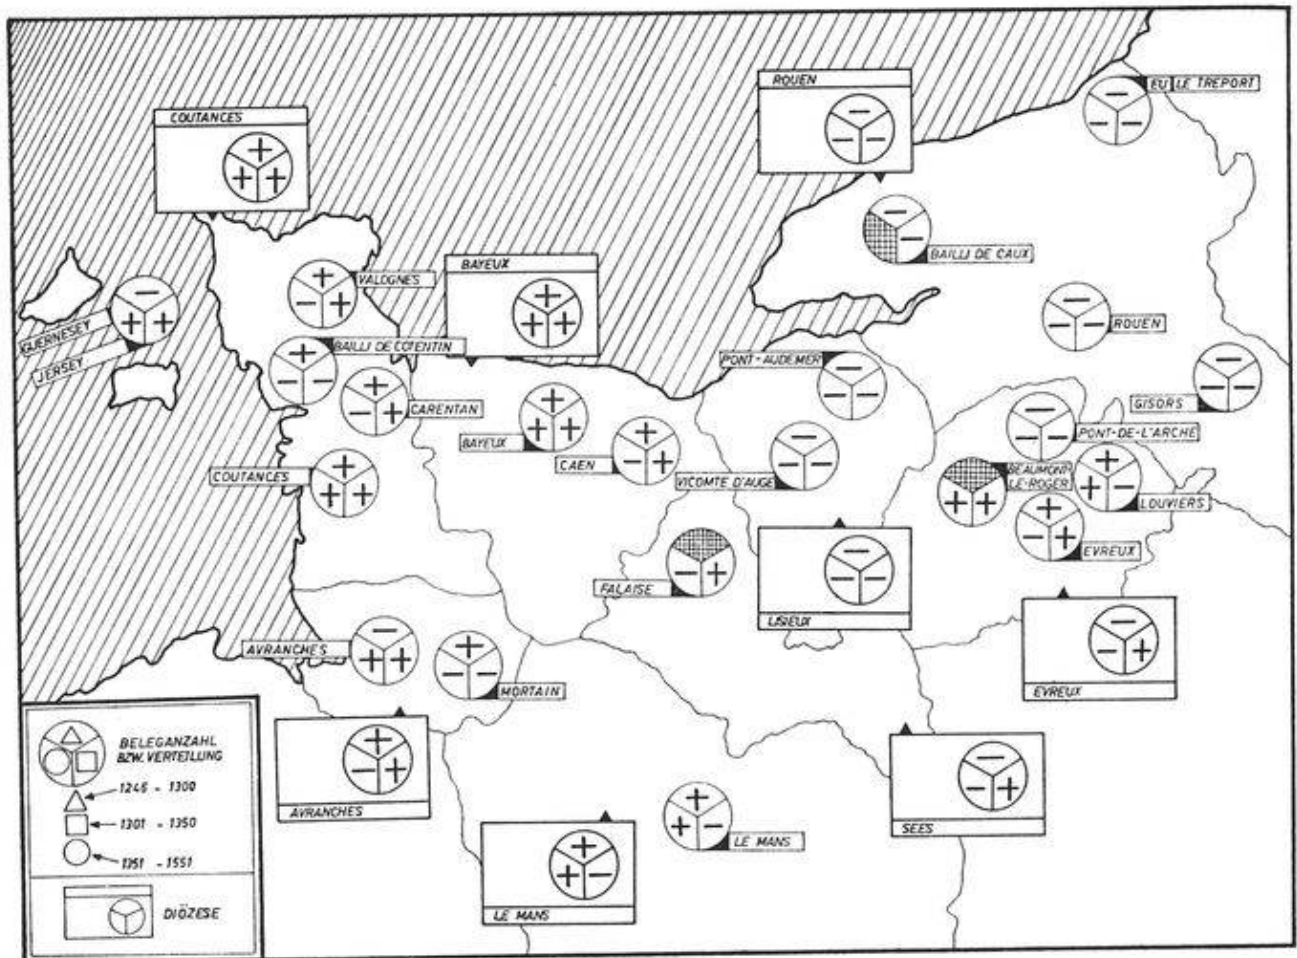 ROUEN
EU LE TREPORT
COUTANCES
BAILLI DE CAUX
VALOGNES
BAYEUX
GUERNESEY
JERSEY
BAILLI DE COTENTIN
ROUEN
PONT-AUDEMER
CARENTAN
GISORS
BAYEUX
CAEN
PONT-DE-L'ARCHE
COUTANCES
VICOMTE D'AUGE
BEAUMONT-
LE-ROGER
LOUVIERS
EVREUX
FALAISE
LISIEUX
AVRANCHES
MORTAIN
EVREUX
AVRANCHES
SEES
LE MANS
LE MANS
BELEGANZAHL
BZW. VERTEILUNG
1246 - 1300
1301 - 1350
1351 - 1551
DIÖZESE